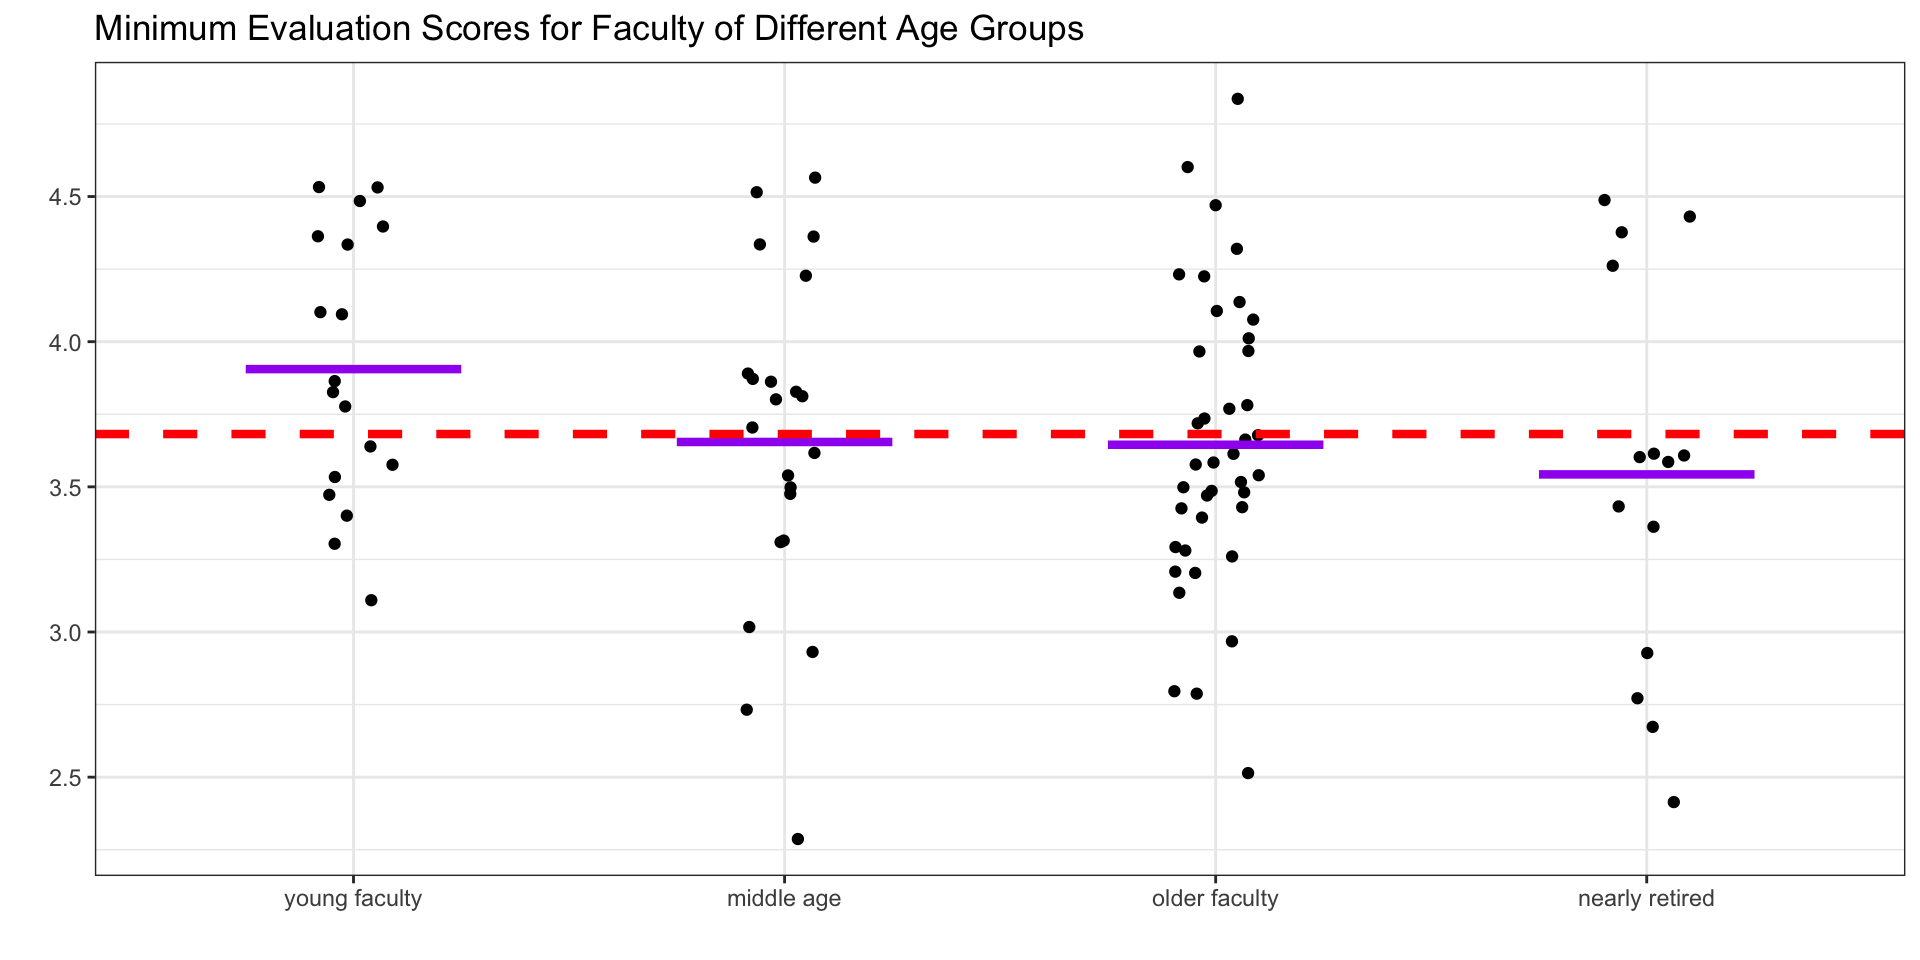 Minimum Evaluation Scores for Faculty of Different Age Groups
4.5
4.0
3.5
3.0
2.5
young faculty middle age older faculty nearly retired